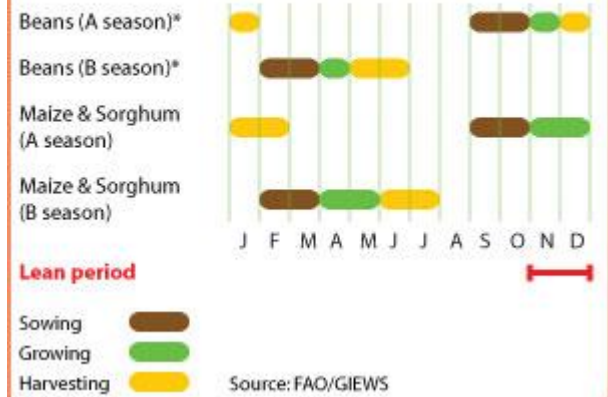 Beans (A season)*
Beans (B season)*
Maize & Sorghum
(A season)
Maize & Sorghum
(B season)
J F M A M J J A S O N D
Lean period
Sowing
Growing
Harvesting
Source: FAO/GIEWS